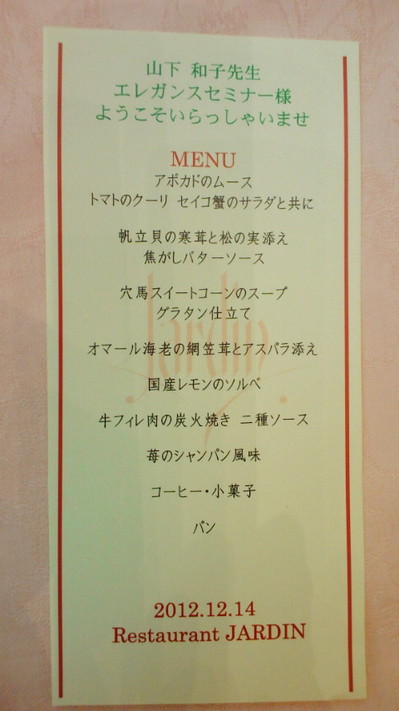 山下 和子先生
エレガンスセミナー様
ようこそいらっしゃいませ
MENU
アボカドのムース
トマトのクーリ セイコ蟹のサラダと共に
帆立貝の寒茸と松の実添え
焦がしバターソース
穴馬スイートコーンのスープ
グラタン仕立て
オマール海老の網笠茸とアスパラ添え
国産レモンのソルベ
牛フィレ肉の炭火焼き 二種ソース
苺のシャンパン風味
コーヒー・小菓子
パン
2012.12.14
Restaurant JARDIN
Jardin